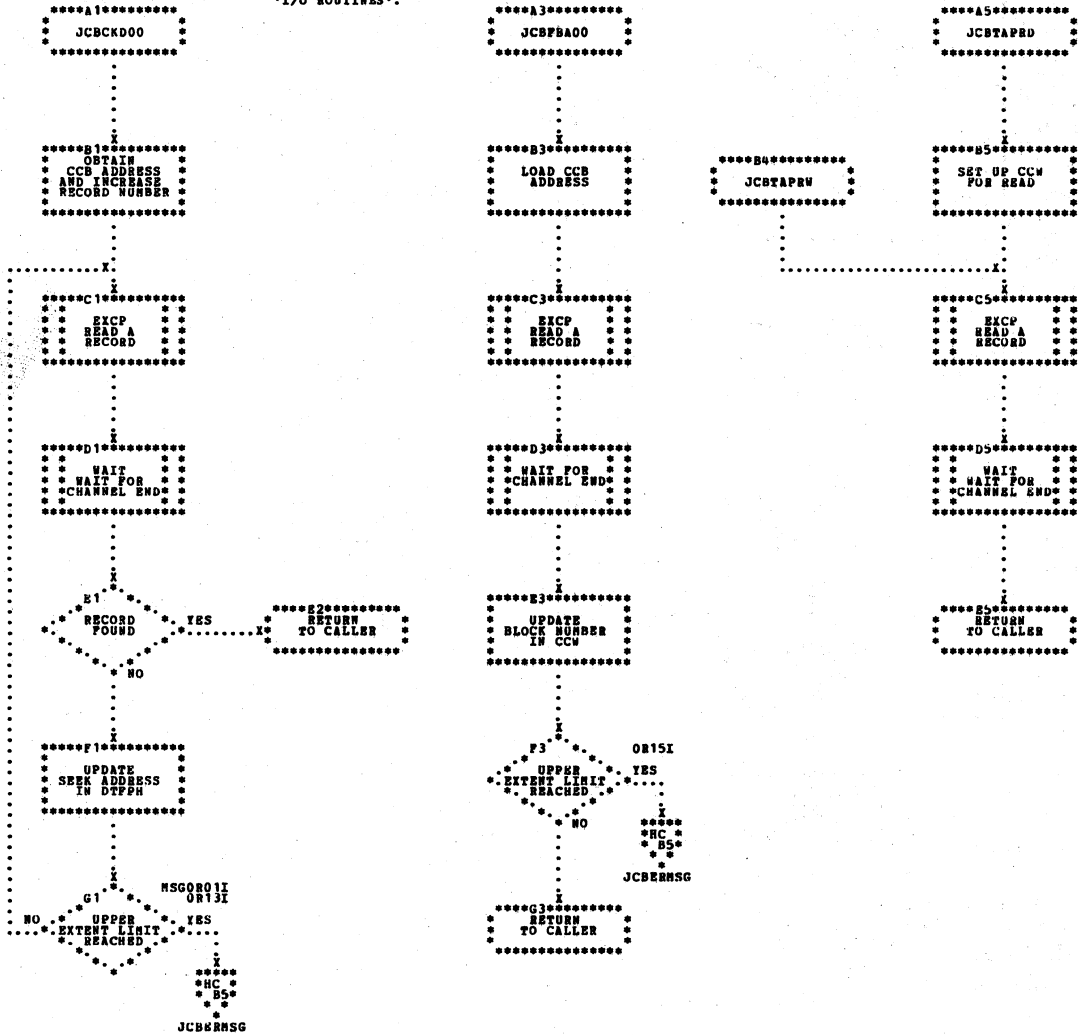 'I/O ROUTINES'.
A1
JCBCKD00
B1
OBTAIN
CCB ADDRESS
AND INCREASE
RECORD NUMBER
C1
EXCP
READ A
RECORD
D1
WAIT
WAIT FOR
CHANNEL END
E1
RECORD
FOUND
YES
NO
E2
RETURN
TO CALLER
F1
UPDATE
SEEK ADDRESS
IN DTFPH
G1
MSG0R01I
0R13I
NO
UPPER
EXTENT LIMIT
REACHED
YES
HC
B5
JCBERMSG
A3
JCBFBA00
B3
LOAD CCB
ADDRESS
C3
EXCP
READ A
RECORD
D3
WAIT FOR
CHANNEL END
E3
UPDATE
BLOCK NUMBER
IN CCW
F3
0R15I
UPPER
EXTENT LIMIT
REACHED
YES
NO
HC
B5
JCBERMSG
G3
RETURN
TO CALLER
B4
JCBTAPRW
A5
JCBTAPRD
B5
SET UP CCW
FOR READ
C5
EXCP
READ A
RECORD
D5
WAIT
WAIT FOR
CHANNEL END
E5
RETURN
TO CALLER